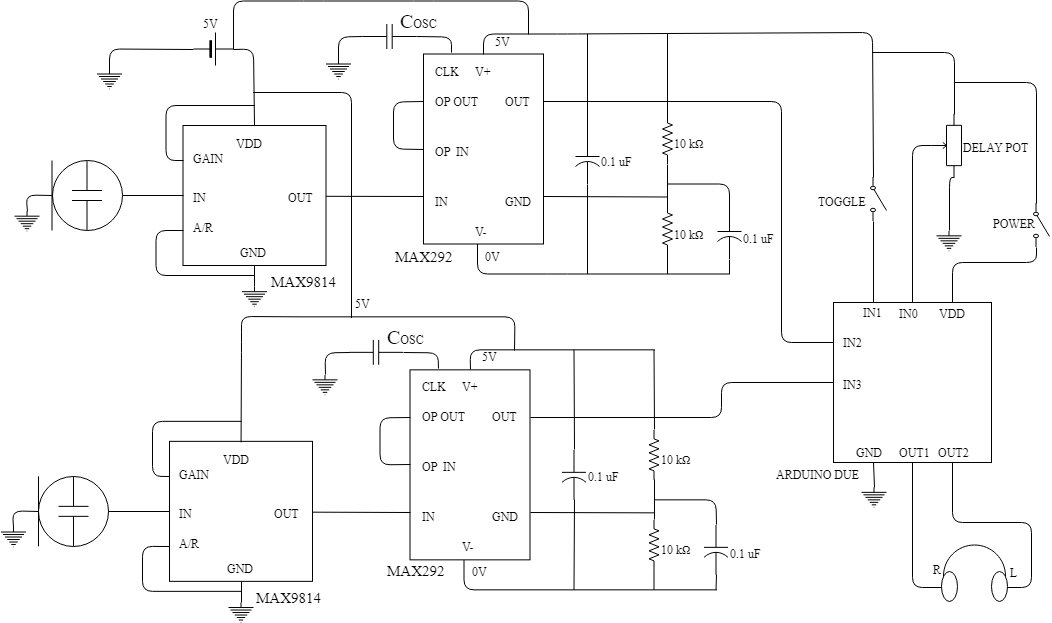 5V
COSC
5V
CLK V+
OP OUT OUT
OP IN
IN GND
V-
MAX292
0V
VDD
GAIN
IN OUT
A/R
GND
MAX9814
0.1 uF
10 kΩ
10 kΩ
0.1 uF
TOGGLE
DELAY POT
POWER
5V
COSC
5V
CLK V+
OP OUT OUT
OP IN
IN GND
V-
MAX292
0V
VDD
GAIN
IN OUT
A/R
GND
MAX9814
0.1 uF
10 kΩ
10 kΩ
0.1 uF
IN1 IN0 VDD
IN2
IN3
GND OUT1 OUT2
ARDUINO DUE
R L